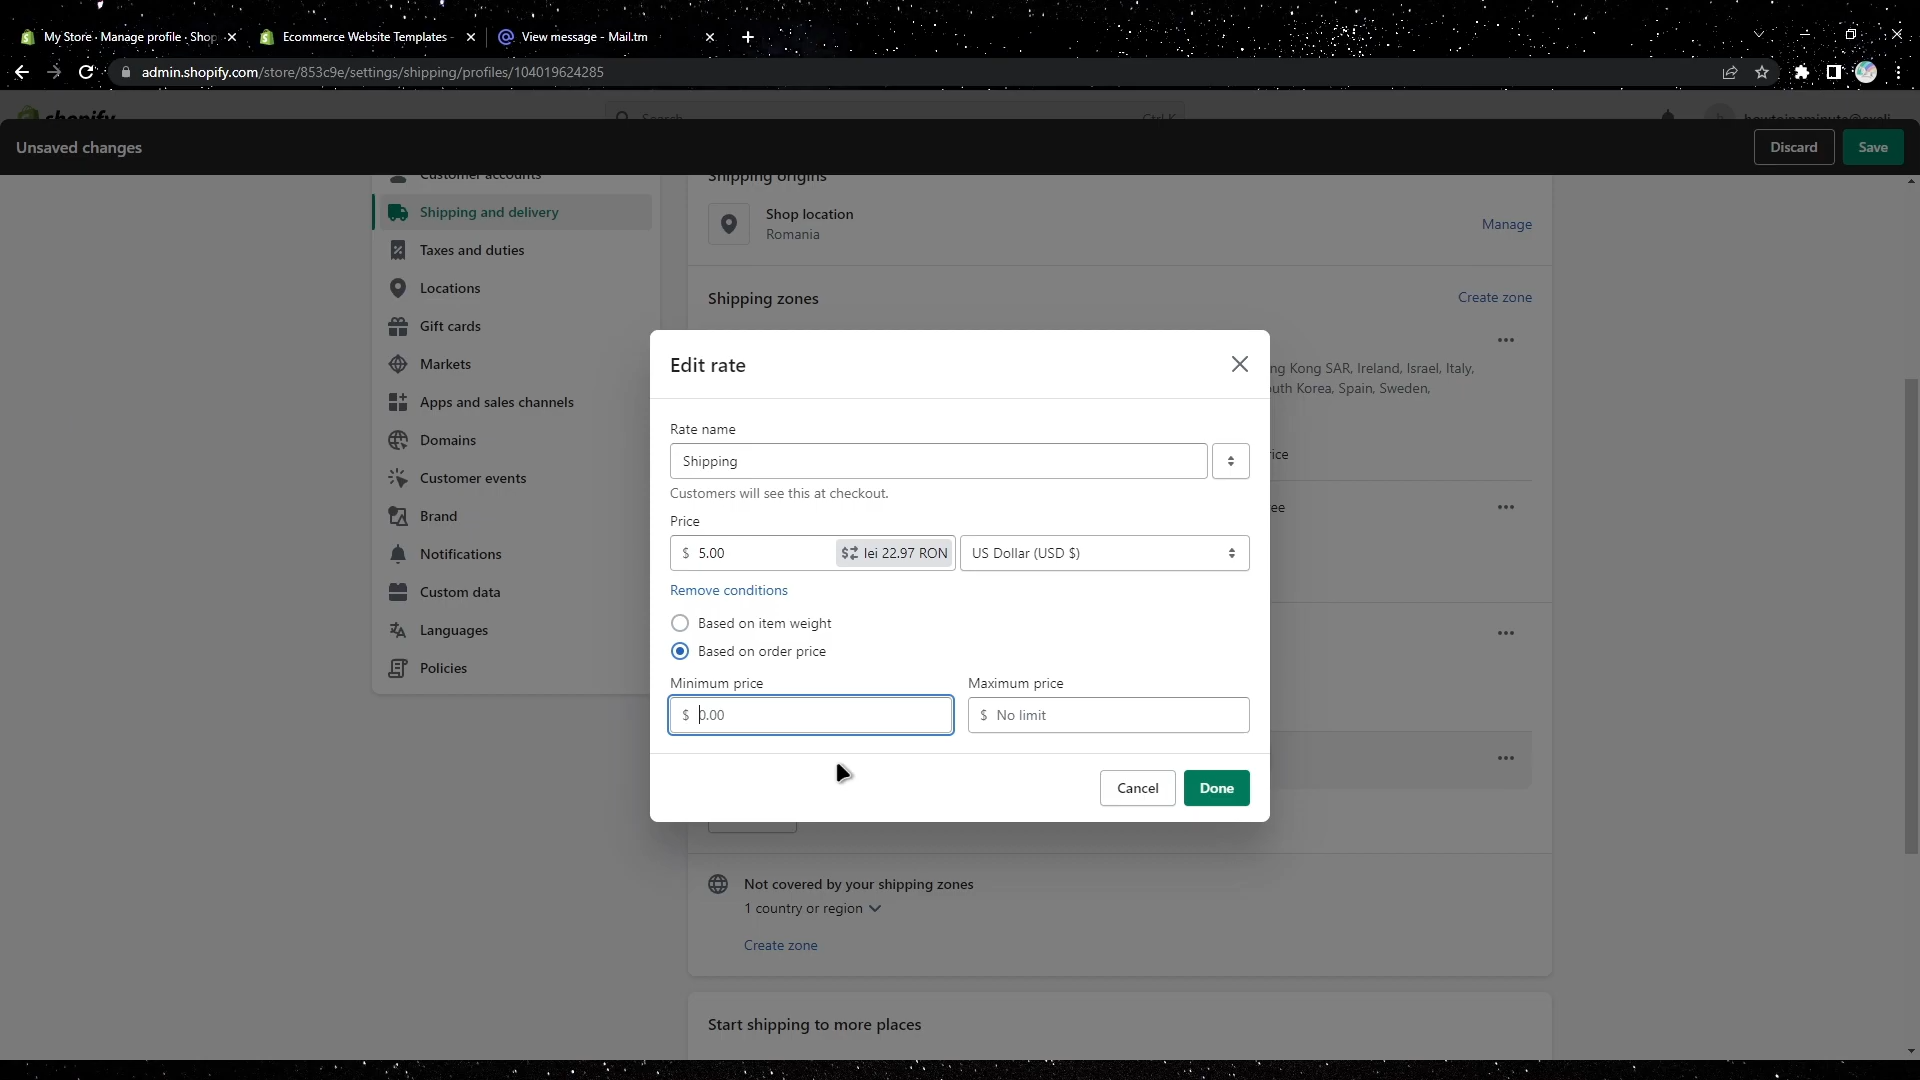 My Store · Manage profile · Shop
Ecommerce Website Templates -
View message - Mail.tm
admin.shopify.com/store/853c9e/settings/shipping/profiles/104019624285
shopify
Search
Ctrl K
Unsaved changes
Discard
Save
Customer accounts
Shipping and delivery
Taxes and duties
Locations
Gift cards
Markets
Apps and sales channels
Domains
Customer events
Brand
Notifications
Custom data
Languages
Policies
Shipping origins
Shop location
Romania
Manage
Shipping zones
Create zone
ng Kong SAR, Ireland, Israel, Italy,
uth Korea, Spain, Sweden,
ice
ee
Edit rate
Rate name
Shipping
Customers will see this at checkout.
Price
$ 5.00
lei 22.97 RON
US Dollar (USD $)
Remove conditions
Based on item weight
Based on order price
Minimum price
Maximum price
$ 0.00
$ No limit
Cancel
Done
Not covered by your shipping zones
1 country or region
Create zone
Start shipping to more places